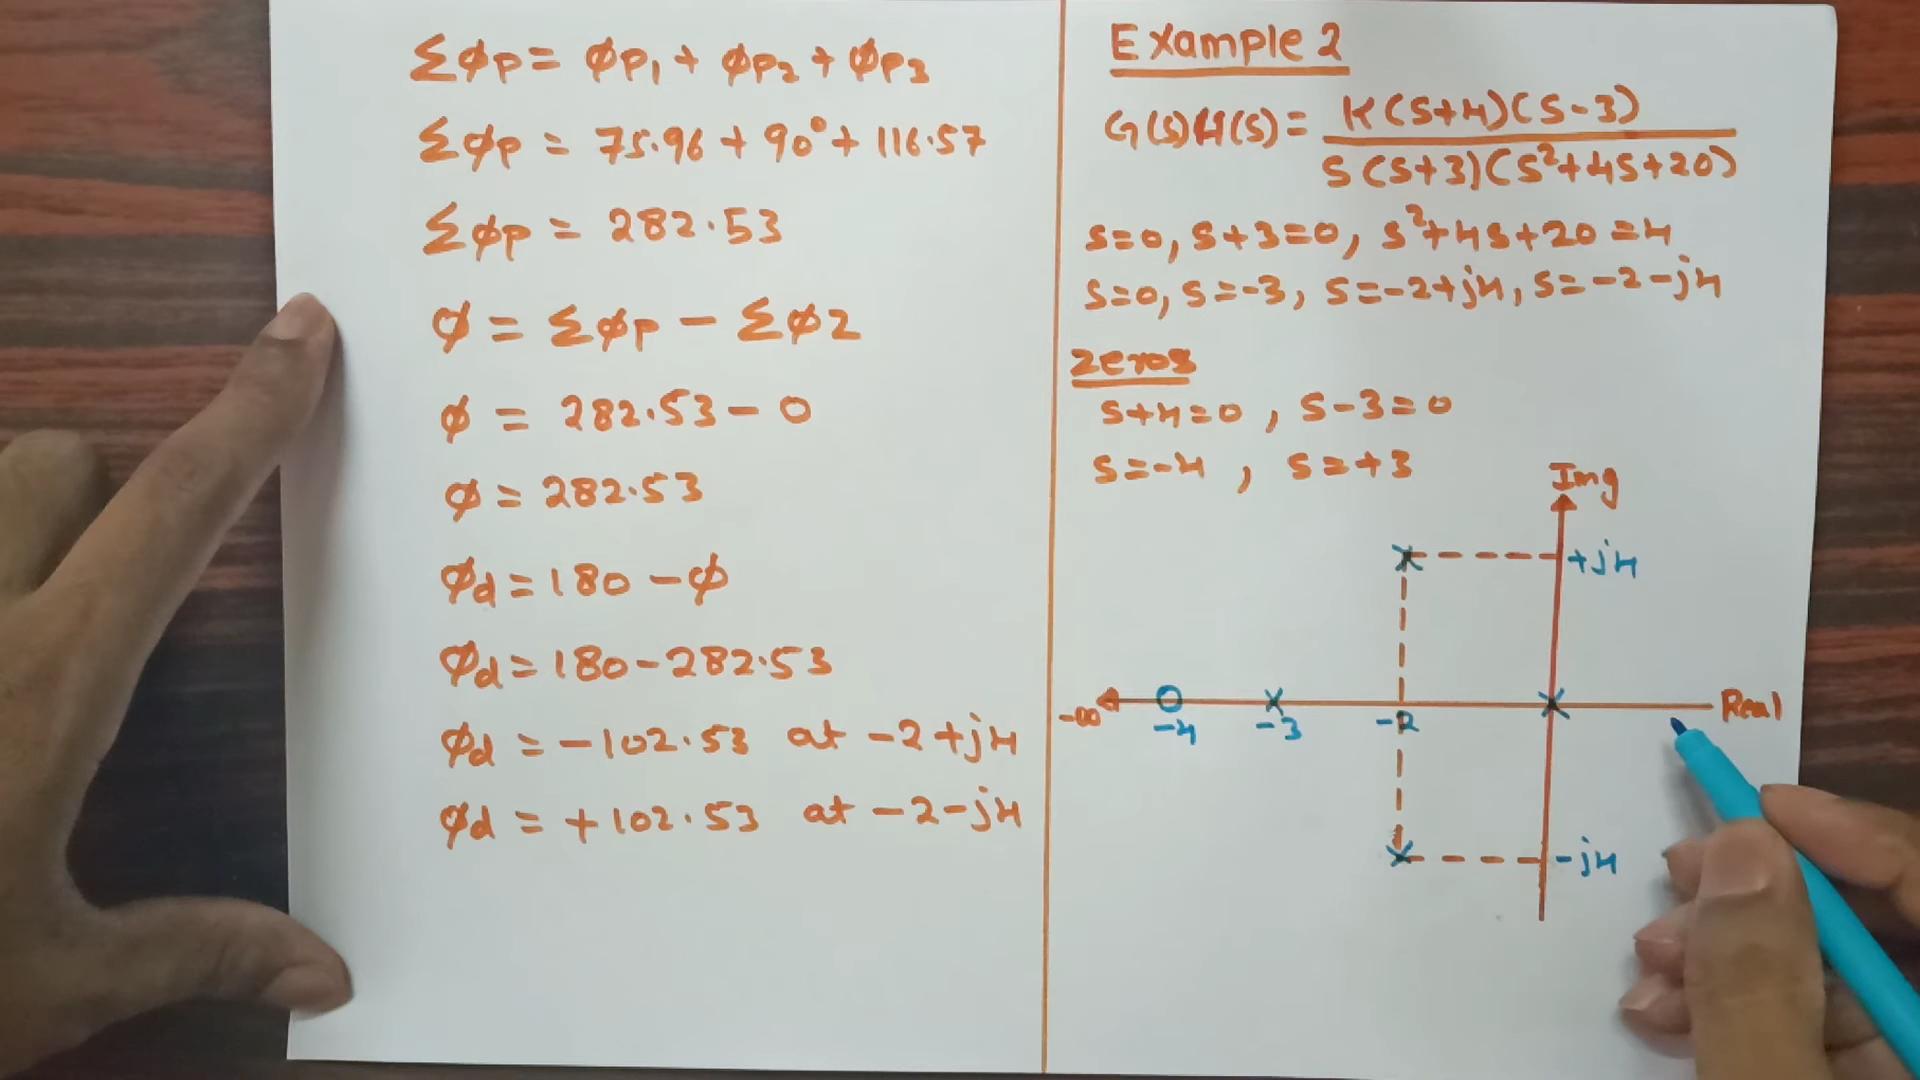 Σφp = φp₁ + φp₂ + φp₃
Σφp = 75.96 + 90° + 116.57
Σφp = 282.53
φ = Σφp - Σφz
φ = 282.53 - 0
φ = 282.53
φd = 180 - φ
φd = 180 - 282.53
φd = -102.53 at -2+j4
φd = +102.53 at -2-j4
Example 2
G(s)H(s) = K(s+4)(s-3)
s(s+3)(s²+4s+20)
s=0, s+3=0, s²+4s+20=4
s=0, s=-3, s=-2+j4, s=-2-j4
zeros
s+4=0, s-3=0
s=-4, s=+3
Img
+j4
-∞ -4 -3 -2 Real
-j4